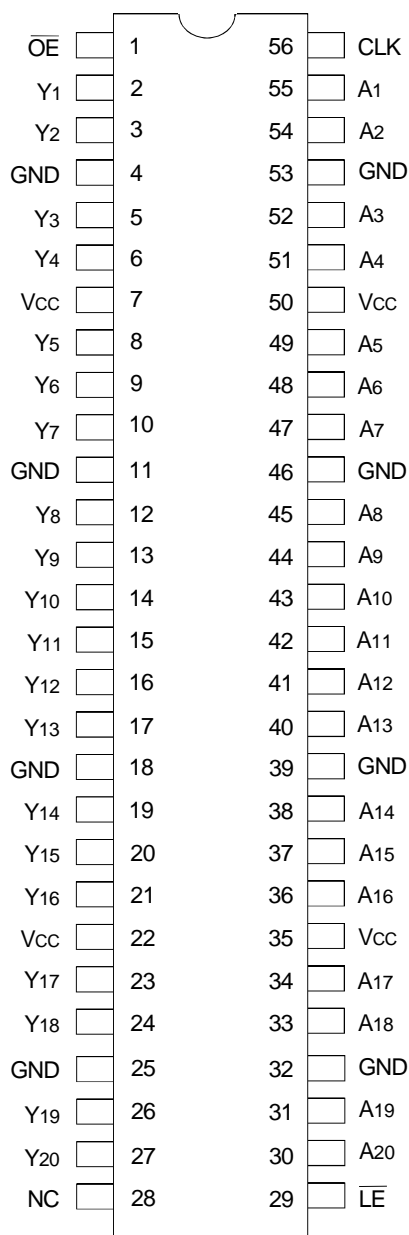 OE 1 56 CLK
Y1 2 55 A1
Y2 3 54 A2
GND 4 53 GND
Y3 5 52 A3
Y4 6 51 A4
VCC 7 50 VCC
Y5 8 49 A5
Y6 9 48 A6
Y7 10 47 A7
GND 11 46 GND
Y8 12 45 A8
Y9 13 44 A9
Y10 14 43 A10
Y11 15 42 A11
Y12 16 41 A12
Y13 17 40 A13
GND 18 39 GND
Y14 19 38 A14
Y15 20 37 A15
Y16 21 36 A16
VCC 22 35 VCC
Y17 23 34 A17
Y18 24 33 A18
GND 25 32 GND
Y19 26 31 A19
Y20 27 30 A20
NC 28 29 LE